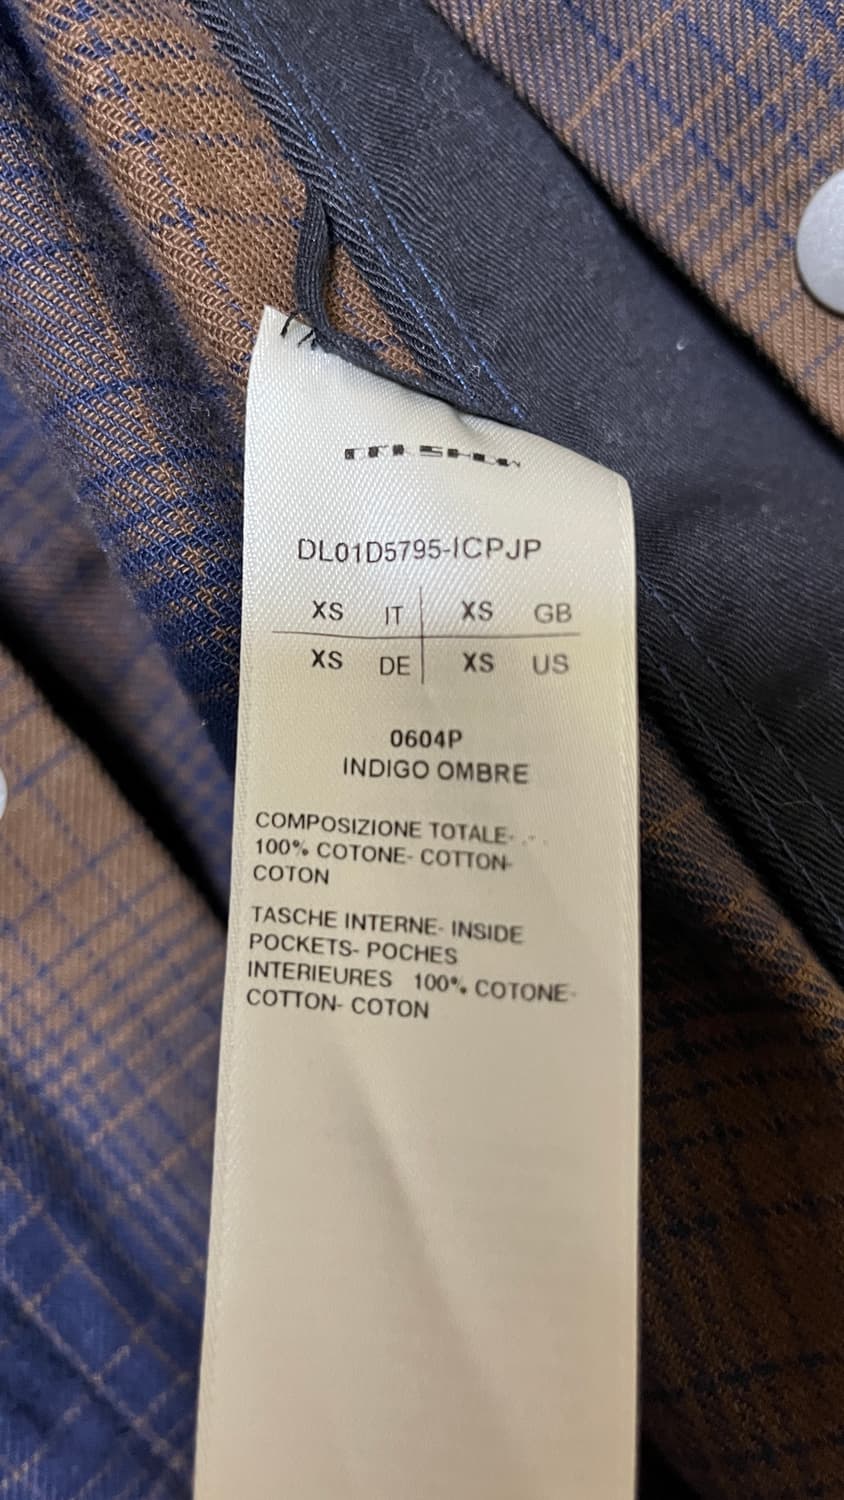 DL01D5795-ICPJP
XS IT XS GB
XS DE XS US
0604P
INDIGO OMBRE
COMPOSIZIONE TOTALE-
100% COTONE- COTTON-
COTON
TASCHE INTERNE- INSIDE
POCKETS- POCHES
INTERIEURES 100% COTONE-
COTTON- COTON